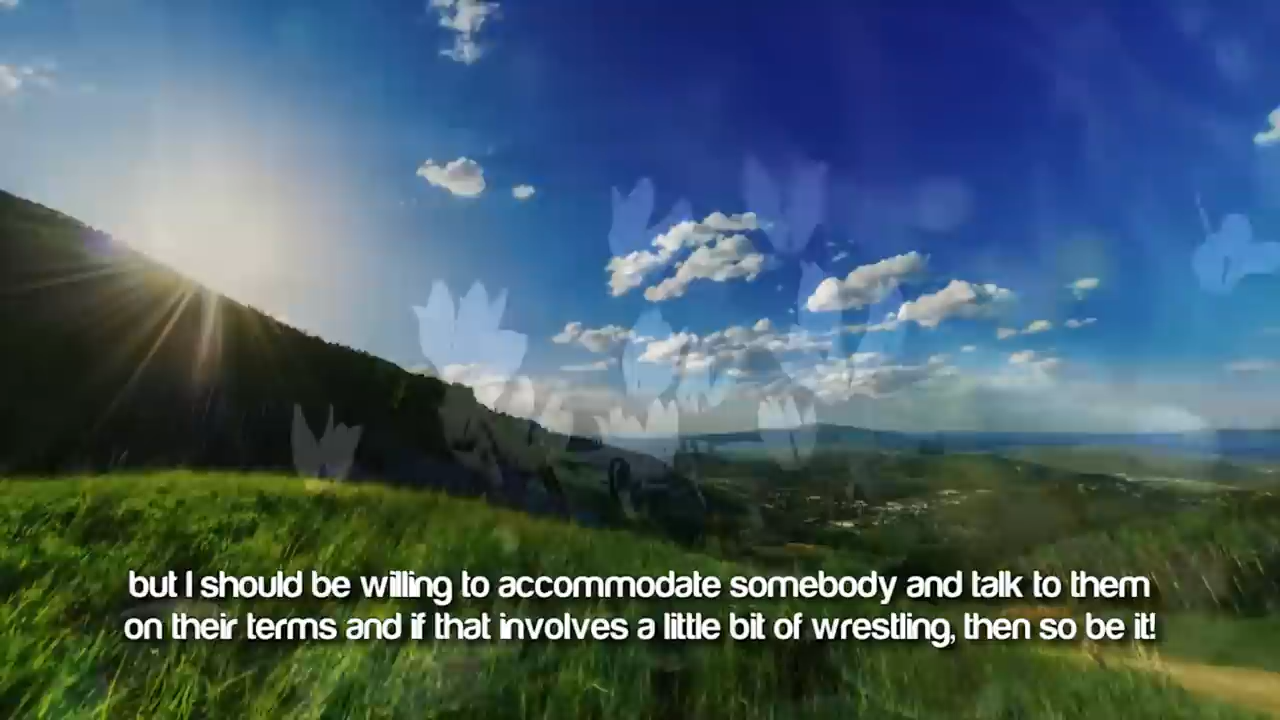 but I should be willing to accommodate somebody and talk to them
on their terms and if that involves a little bit of wrestling, then so be it!